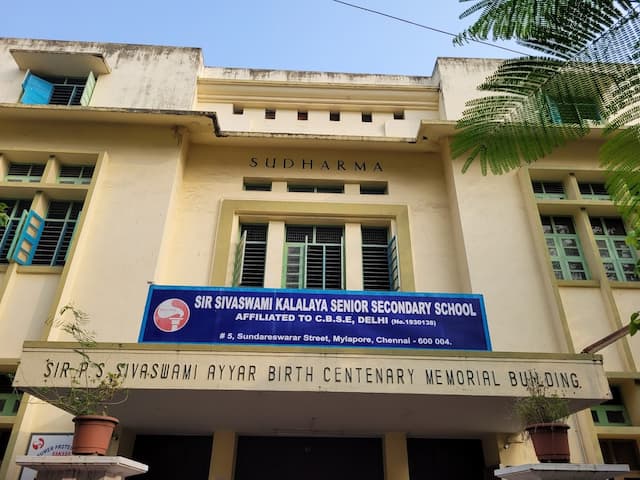 SUDHARMA
SIR SIVASWAMI KALALAYA SENIOR SECONDARY SCHOOL
AFFILIATED TO C.B.S.E, DELHI (No.1930138)
# 5, Sundareswarar Street, Mylapore, Chennai - 600 004.
SIR P.S. SIVASWAMI AYYAR BIRTH CENTENARY MEMORIAL BUILDING.